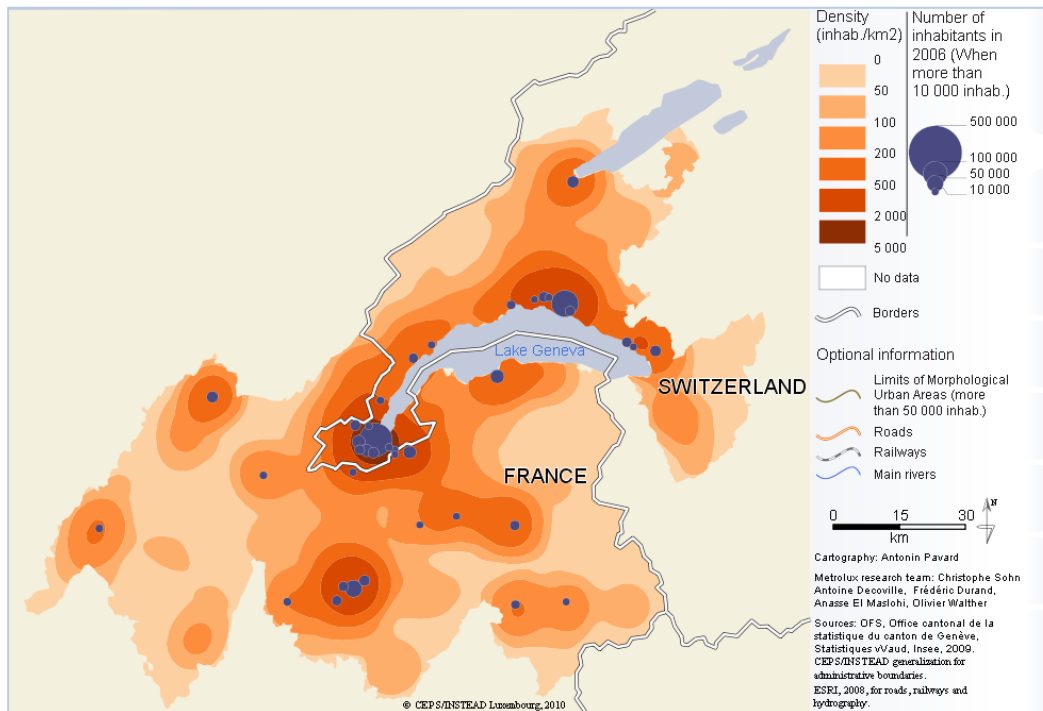 Density
(inhab./km2)
0
50
100
200
500
2 000
5 000
Number of
inhabitants in
2006 (When
more than
10 000 inhab.)
500 000
100 000
50 000
10 000
No data
Borders
Optional information
Limits of Morphological
Urban Areas (more
than 50 000 inhab.)
Roads
Railways
Main rivers
0 15 30
km
N
Cartography: Antonin Pavard
Metrolux research team: Christophe Sohn
Antoine Decoville, Frédéric Durand,
Anasse El Maslohi, Olivier Walther
Sources: OFS, Office cantonal de la
statistique du canton de Genève,
Statistiques vVaud, Insee, 2009.
CEPS/INSTEAD generalization for
administrative boundaries.
ESRI, 2008, for roads, railways and
hydrography.
Lake Geneva
SWITZERLAND
FRANCE
© CEPS/INSTEAD Luxembourg, 2010